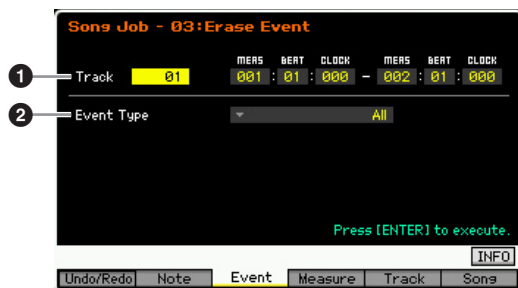 Song Job - 03:Erase Event
MEAS BEAT CLOCK MEAS BEAT CLOCK
1 Track 01 001 : 01 : 000 - 002 : 01 : 000
2 Event Type All
Press [ENTER] to execute.
INFO
Undo/Redo Note Event Measure Track Song